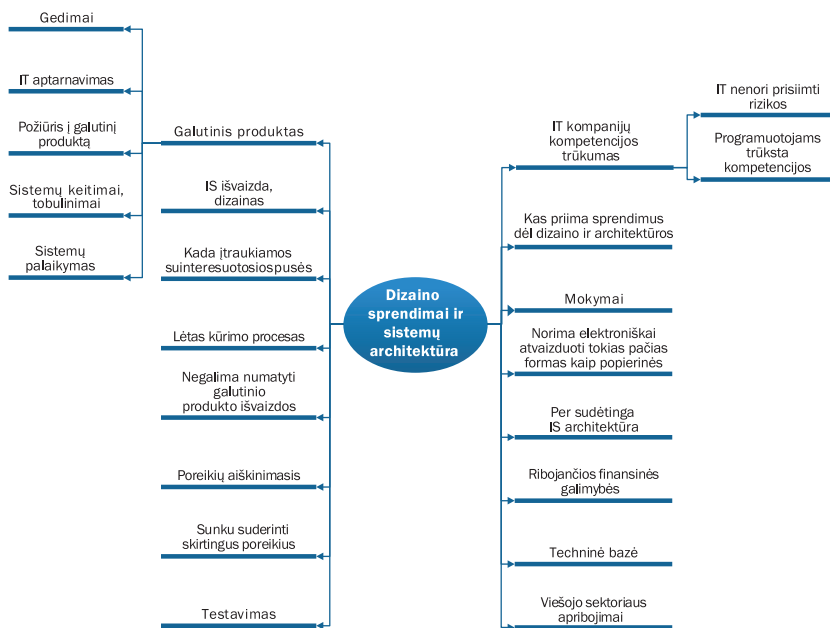 Gedimai
IT aptarnavimas
Požiūris į galutinį
produktą
Sistemų keitimai,
tobulinimai
Sistemų
palaikymas
Galutinis produktas
IS išvaizda,
dizainas
Kada įtraukiamos
suinteresuotosiospusės
Lėtas kūrimo procesas
Negalima numatyti
galutinio
produkto išvaizdos
Poreikių aiškinimasis
Sunku suderinti
skirtingus poreikius
Testavimas
Dizaino
sprendimai ir
sistemų
architektūra
IT kompanijų
kompetencijos
trūkumas
Kas priima sprendimus
dėl dizaino ir architektūros
Mokymai
Norima elektroniškai
atvaizduoti tokias pačias
formas kaip popierinės
Per sudėtinga
IS architektūra
Ribojančios finansinės
galimybės
Techninė bazė
Viešojo sektoriaus
apribojimai
IT nenori prisiimti
rizikos
Programuotojams
trūksta
kompetencijos